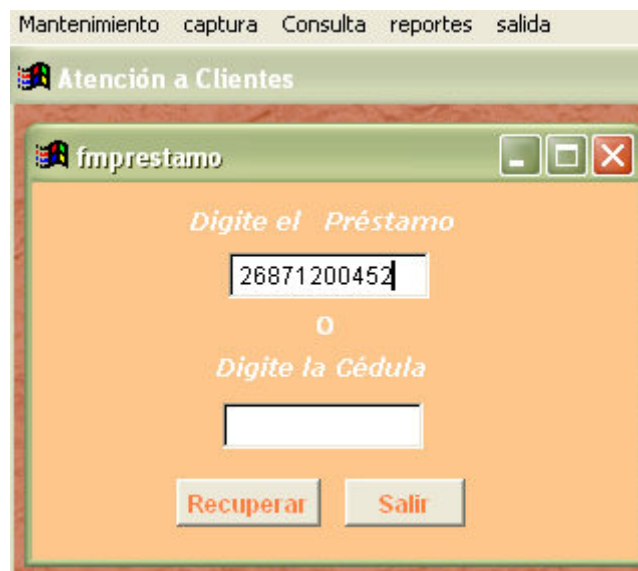 Mantenimiento captura Consulta reportes salida
Atención a Clientes
fmprestamo
Digite el Préstamo
26871200452
O
Digite la Cédula
Recuperar Salir